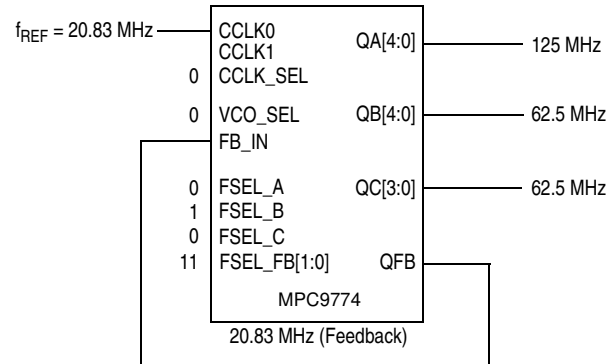 fREF = 20.83 MHz
CCLK0
CCLK1
0 CCLK_SEL
0 VCO_SEL
FB_IN
0 FSEL_A
1 FSEL_B
0 FSEL_C
11 FSEL_FB[1:0]
QA[4:0] 125 MHz
QB[4:0] 62.5 MHz
QC[3:0] 62.5 MHz
QFB
MPC9774
20.83 MHz (Feedback)